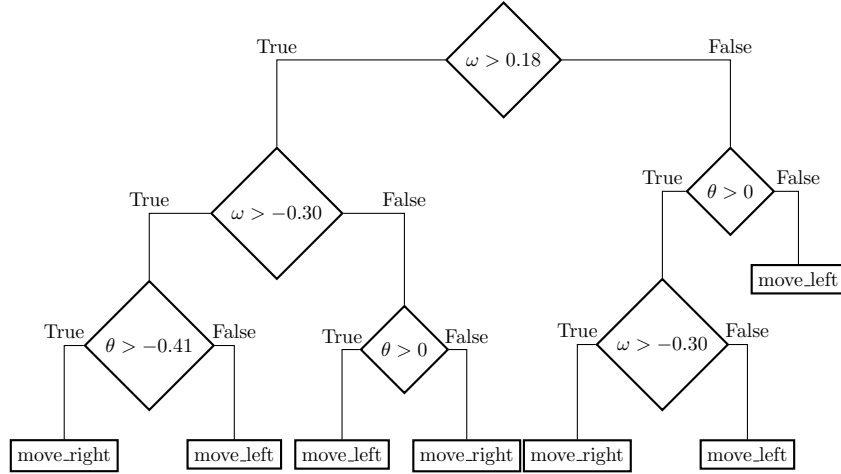 True
ω > 0.18
False
True
ω > −0.30
False
True
θ > 0
False
move_left
True
θ > −0.41
False
True
θ > 0
False
True
ω > −0.30
False
move_right
move_left
move_left
move_right
move_right
move_left